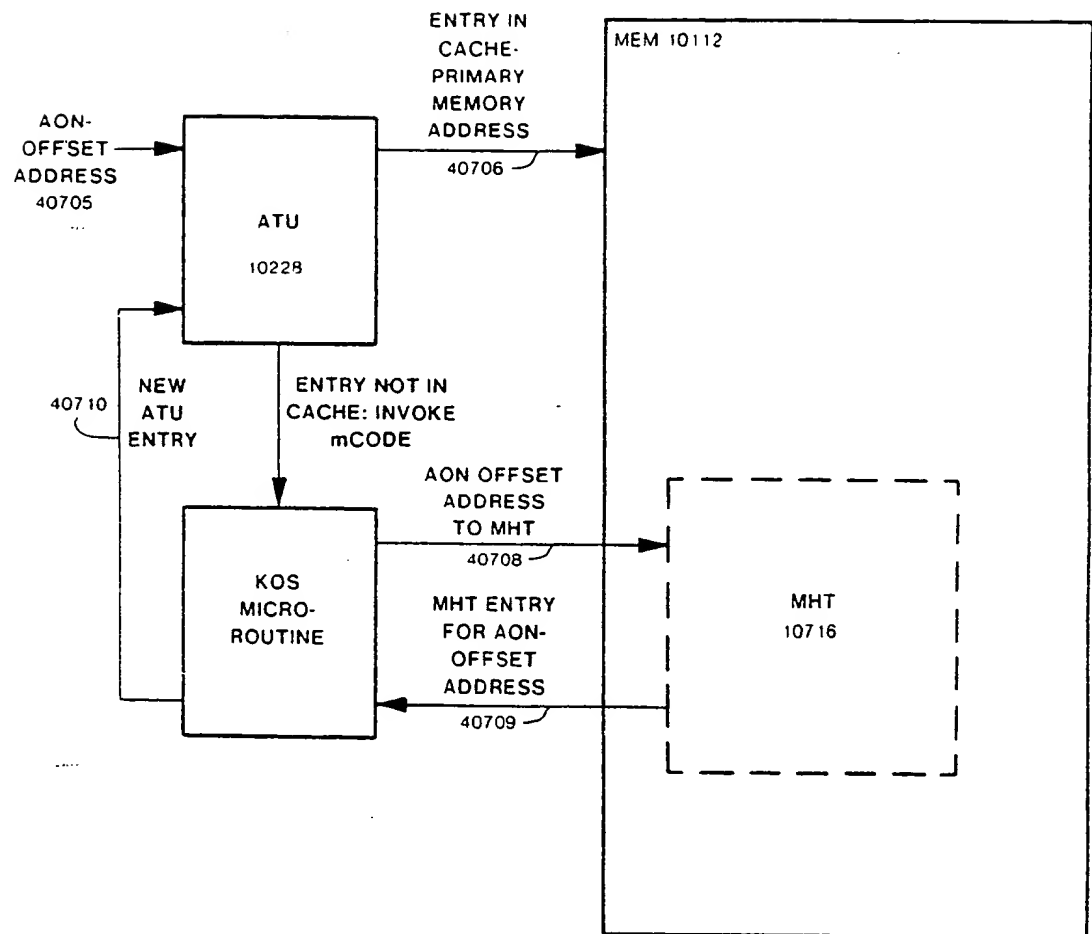 ENTRY IN
CACHE-
PRIMARY
MEMORY
ADDRESS
40706
MEM 10112
AON-
OFFSET
ADDRESS
40705
ATU
10228
40710
NEW
ATU
ENTRY
ENTRY NOT IN
CACHE: INVOKE
mCODE
AON OFFSET
ADDRESS
TO MHT
40708
KOS
MICRO-
ROUTINE
MHT ENTRY
FOR AON-
OFFSET
ADDRESS
40709
MHT
10716